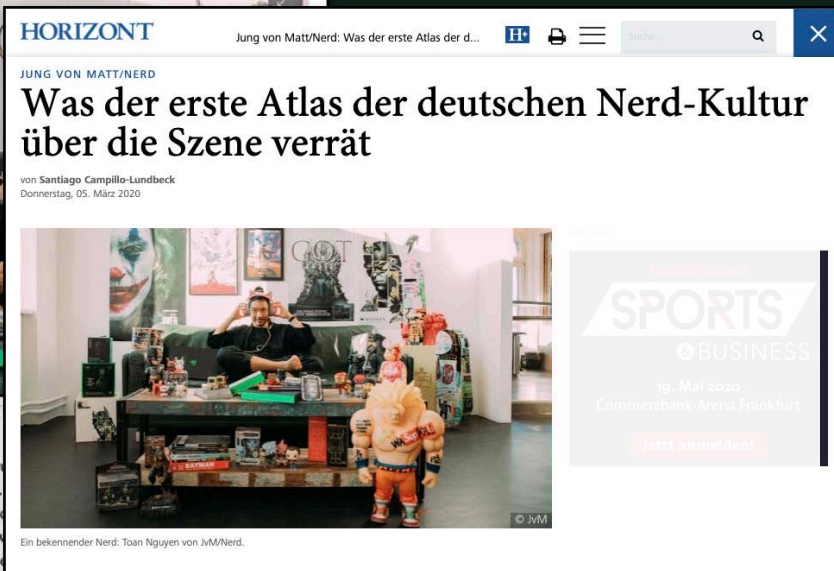 HORIZONT
Jung von Matt/Nerd: Was der erste Atlas der d...
H+
Suche ...
JUNG VON MATT/NERD
Was der erste Atlas der deutschen Nerd-Kultur
über die Szene verrät
von Santiago Campillo-Lundbeck
Donnerstag, 05. März 2020
GOT
BATMAN
© JvM
Ein bekennender Nerd: Toan Nguyen von JvM/Nerd.
SPORTS
&BUSINESS
19. Mai 2020
Commerzbank-Arena Frankfurt
Jetzt anmelden!